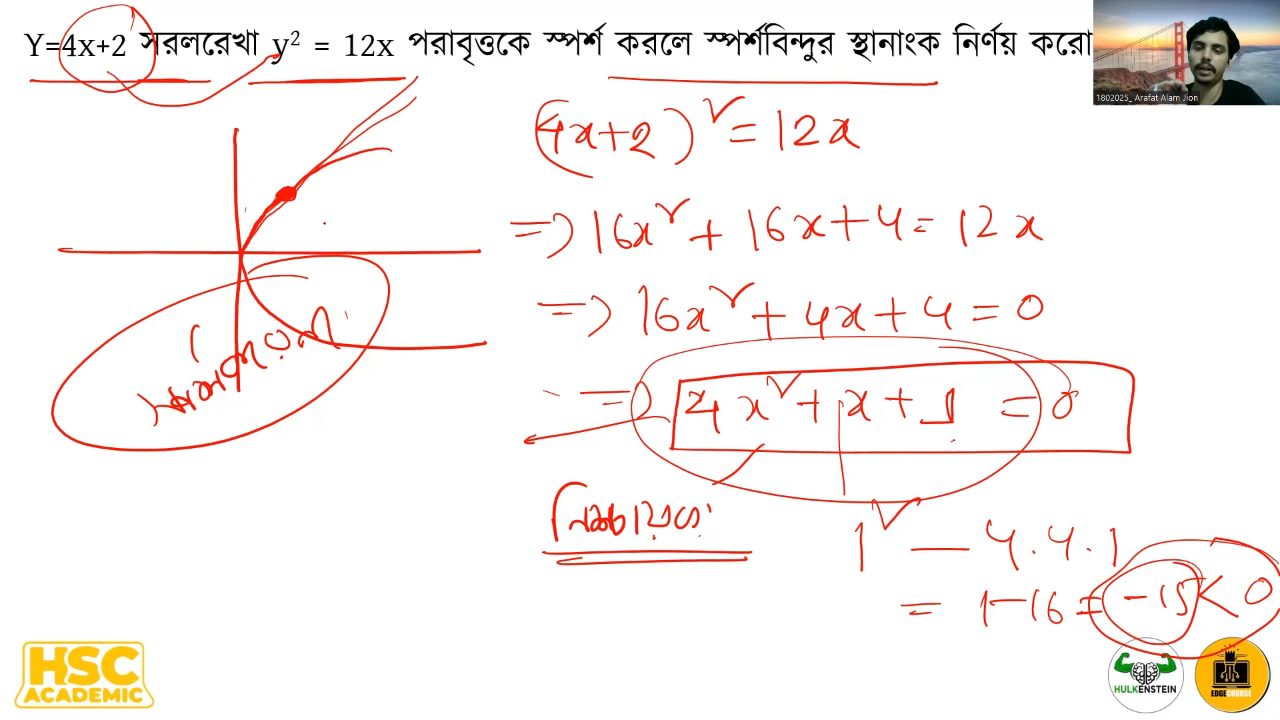 Y=4x+2 সরলরেখা y² = 12x পরাবৃত্তকে স্পর্শ করলে স্পর্শবিন্দুর স্থানাংক নির্ণয় করো
1802025_ Arafat Alam Jion
(4x+2)² = 12x
=> 16x² + 16x + 4 = 12x
=> 16x² + 4x + 4 = 0
=> 4x² + x + 1 = 0
নিশ্চায়ক
1² - 4.4.1
= 1-16 = -15 < 0
HSC
ACADEMIC
HULKENSTEIN
EDGECOURSE